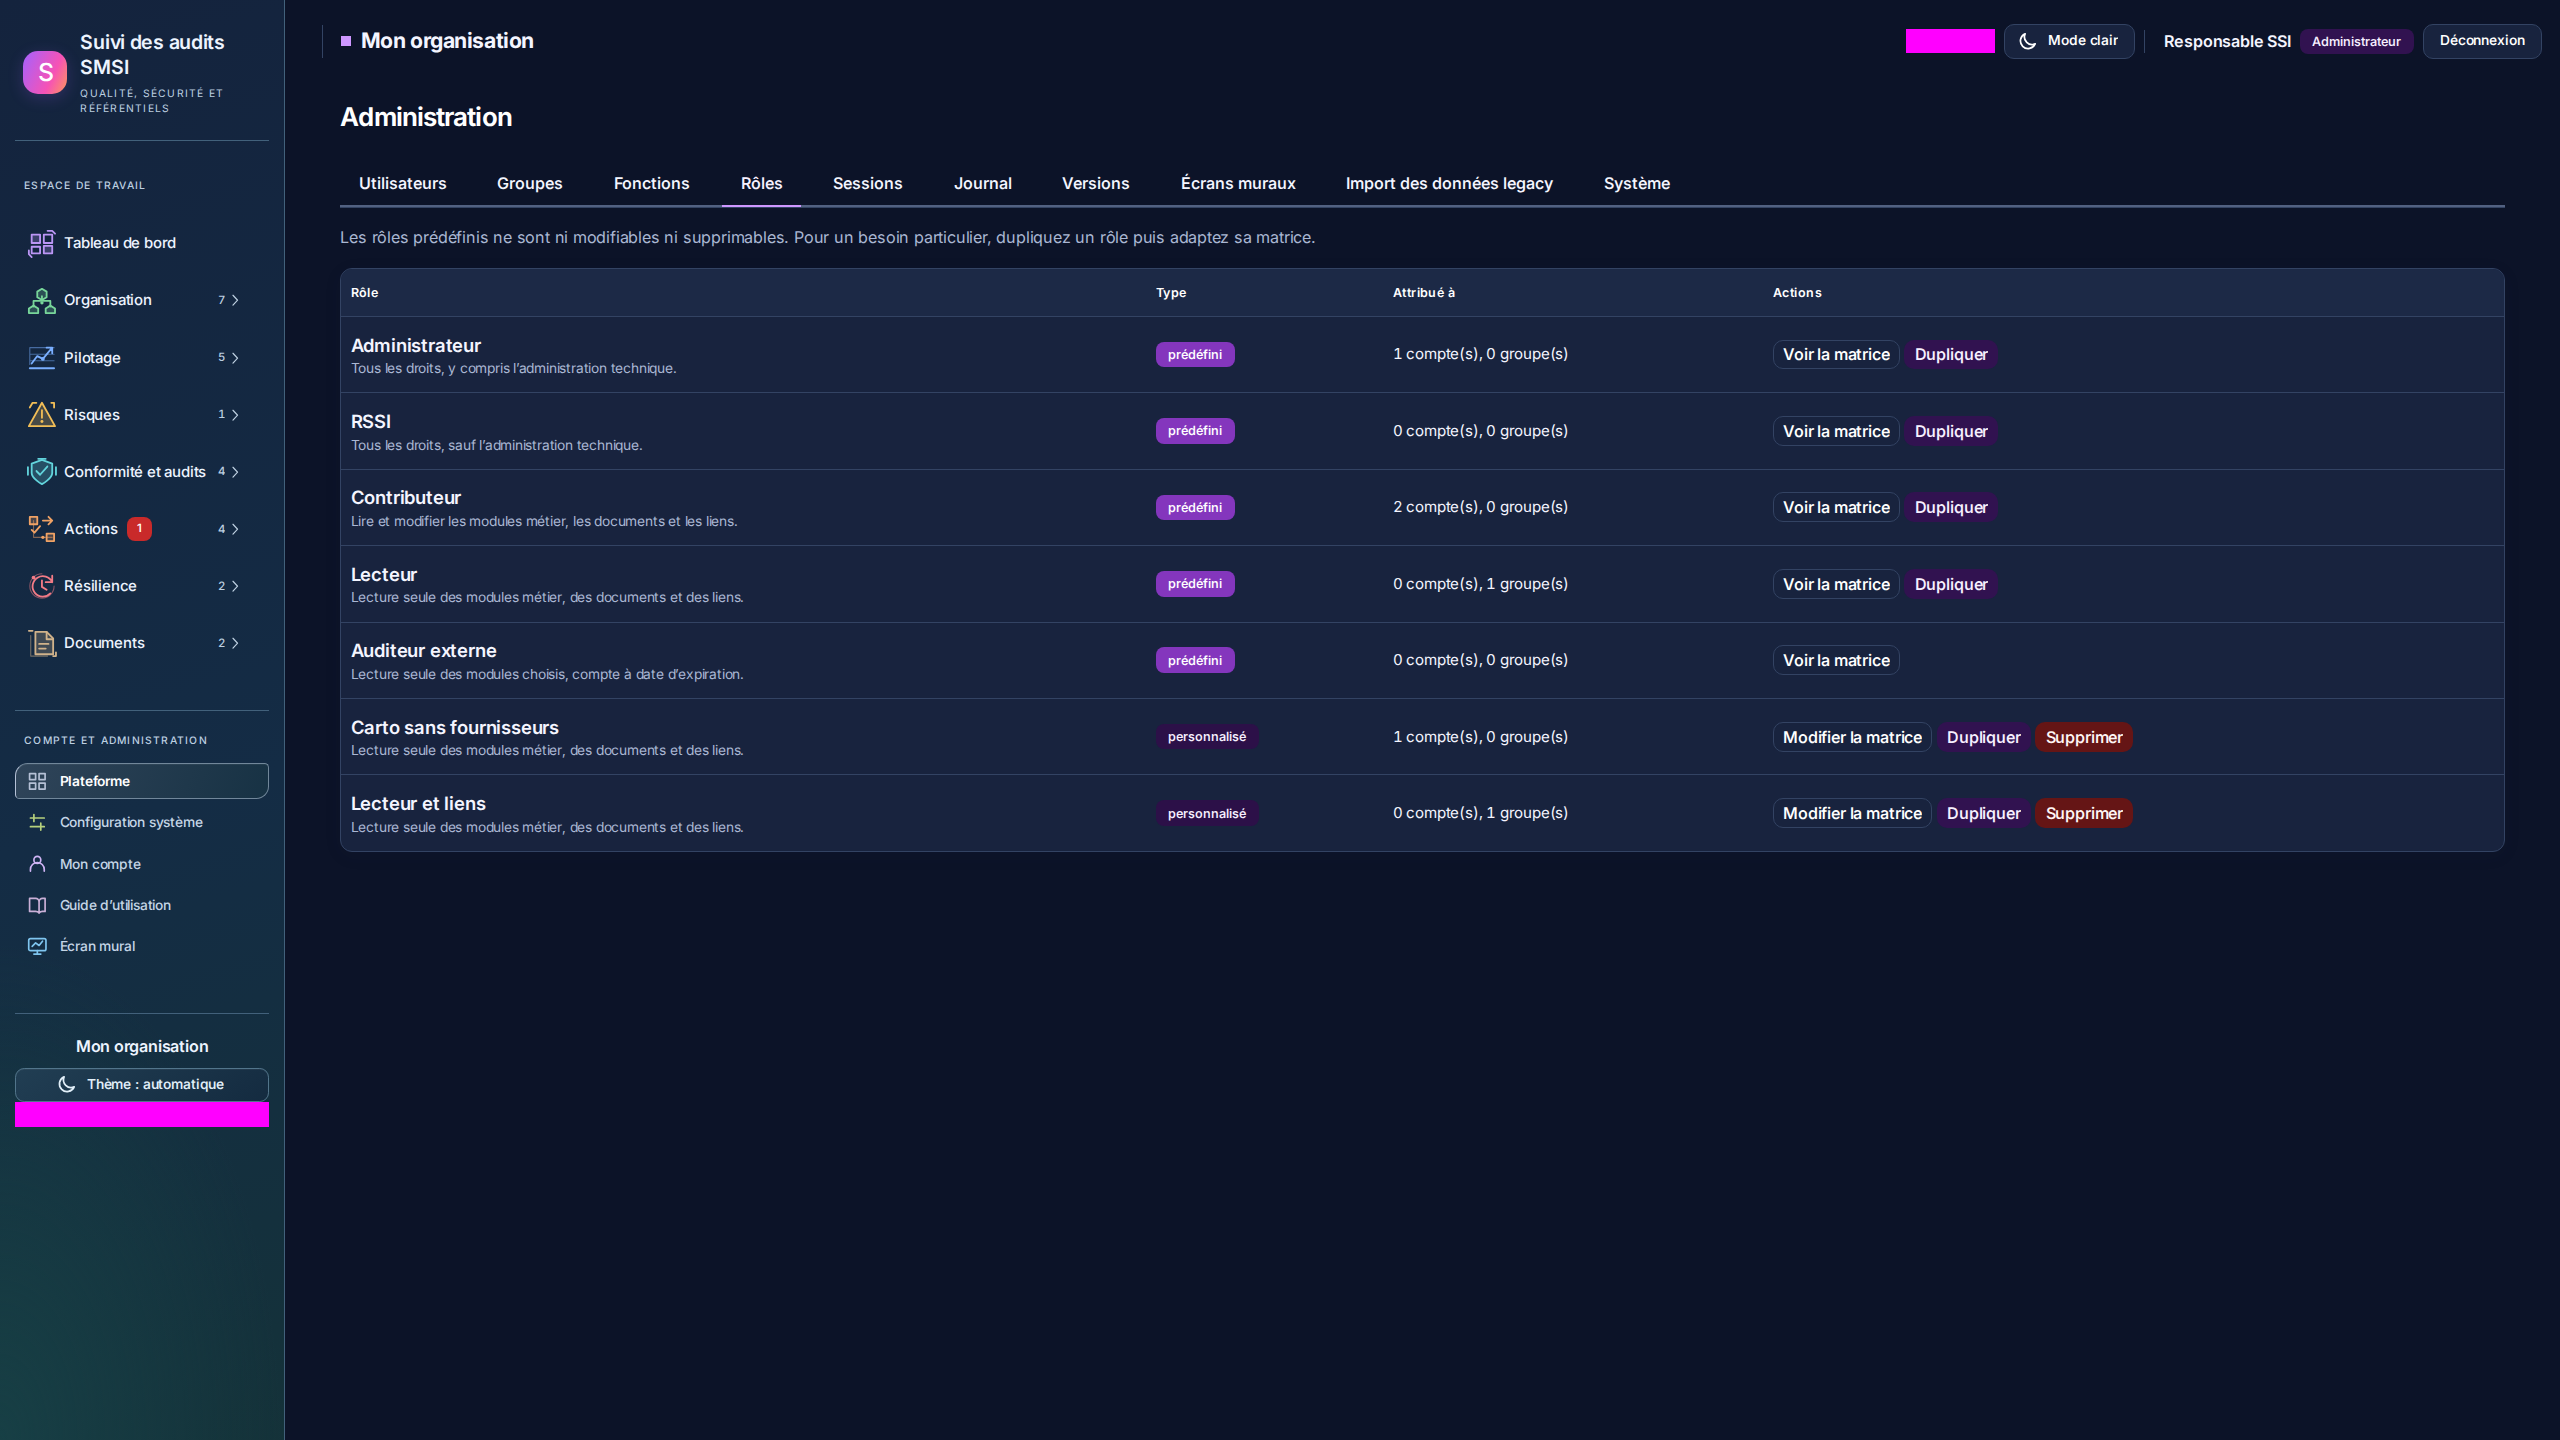 S
Suivi des audits
SMSI
QUALITÉ, SÉCURITÉ ET
RÉFÉRENTIELS
ESPACE DE TRAVAIL
Tableau de bord
Organisation 7
Pilotage 5
Risques 1
Conformité et audits 4
Actions 1 4
Résilience 2
Documents 2
COMPTE ET ADMINISTRATION
Plateforme
Configuration système
Mon compte
Guide d’utilisation
Écran mural
Mon organisation
Thème : automatique
Mon organisation
Mode clair
Responsable SSI
Administrateur
Déconnexion
Administration
Utilisateurs Groupes Fonctions Rôles Sessions Journal Versions Écrans muraux Import des données legacy Système
Les rôles prédéfinis ne sont ni modifiables ni supprimables. Pour un besoin particulier, dupliquez un rôle puis adaptez sa matrice.
Rôle Type Attribué à Actions
Administrateur
Tous les droits, y compris l’administration technique.
prédéfini 1 compte(s), 0 groupe(s) Voir la matrice Dupliquer
RSSI
Tous les droits, sauf l’administration technique.
prédéfini 0 compte(s), 0 groupe(s) Voir la matrice Dupliquer
Contributeur
Lire et modifier les modules métier, les documents et les liens.
prédéfini 2 compte(s), 0 groupe(s) Voir la matrice Dupliquer
Lecteur
Lecture seule des modules métier, des documents et des liens.
prédéfini 0 compte(s), 1 groupe(s) Voir la matrice Dupliquer
Auditeur externe
Lecture seule des modules choisis, compte à date d’expiration.
prédéfini 0 compte(s), 0 groupe(s) Voir la matrice
Carto sans fournisseurs
Lecture seule des modules métier, des documents et des liens.
personnalisé 1 compte(s), 0 groupe(s) Modifier la matrice Dupliquer Supprimer
Lecteur et liens
Lecture seule des modules métier, des documents et des liens.
personnalisé 0 compte(s), 1 groupe(s) Modifier la matrice Dupliquer Supprimer